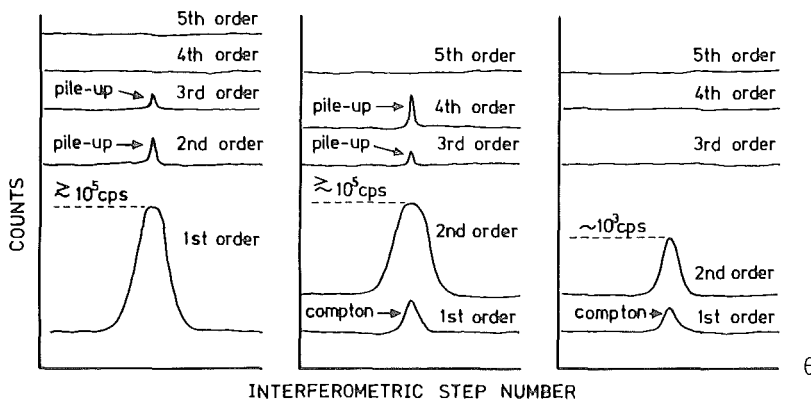 5th order
4th order
pile-up
3rd order
pile-up
2nd order
≳ 10⁵cps
1st order
5th order
pile-up
4th order
pile-up
3rd order
≳ 10⁵cps
2nd order
compton
1st order
5th order
4th order
3rd order
~10³cps
2nd order
compton
1st order
COUNTS
INTERFEROMETRIC STEP NUMBER